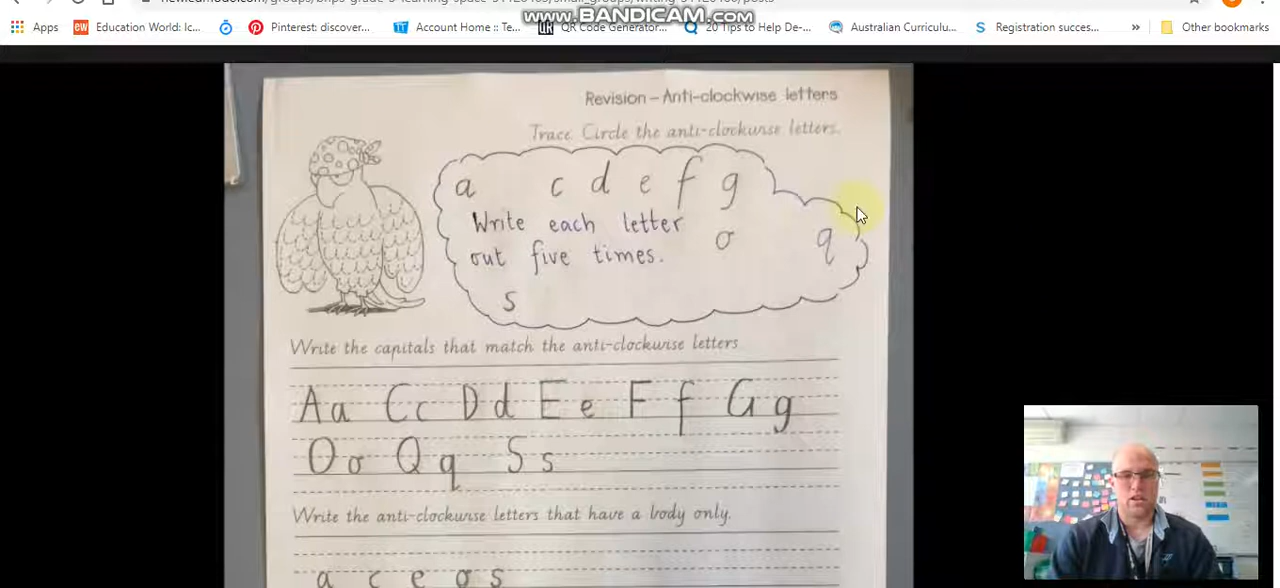 www.BANDICAM.com
Apps Education World: Ic... Pinterest: discover... Account Home :: Te... QR Code Generator... 20 Tips to Help De-... Australian Curriculu... Registration succes... » Other bookmarks
Revision – Anti-clockwise letters
Trace. Circle the anti-clockwise letters.
a c d e f g
Write each letter
o q
out five times.
s
Write the capitals that match the anti-clockwise letters
Aa Cc Dd Ee Ff Gg
Oo Qq Ss
Write the anti-clockwise letters that have a body only.
a c e o s